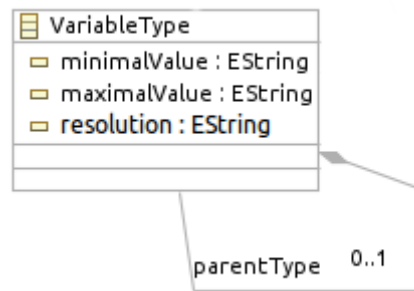 VariableType
minimalValue : EString
maximalValue : EString
resolution : EString
parentType 0..1